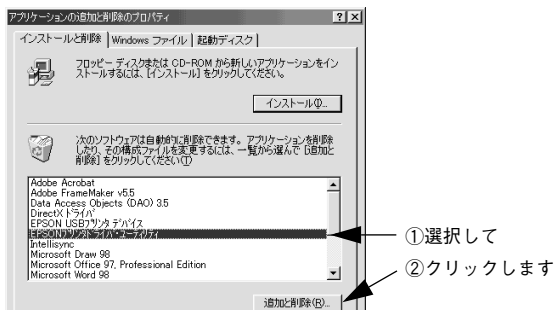 アプリケーションの追加と削除のプロパティ
インストールと削除 Windows ファイル 起動ディスク
フロッピー ディスクまたは CD-ROM から新しいアプリケーションをイン
ストールするには、[インストール] をクリックしてください。
インストール(I)...
次のソフトウェアは自動的に削除できます。アプリケーションを削除
したり、その構成ファイルを変更するには、一覧から選んで [追加と
削除] をクリックしてください(T)
Adobe Acrobat
Adobe FrameMaker v5.5
Data Access Objects (DAO) 3.5
DirectX ドライバ
EPSON USBプリンタ デバイス
EPSONプリンタドライバ・ユーティリティ
Intellisync
Microsoft Draw 98
Microsoft Office 97, Professional Edition
Microsoft Word 98
①選択して
②クリックします
追加と削除(R)...